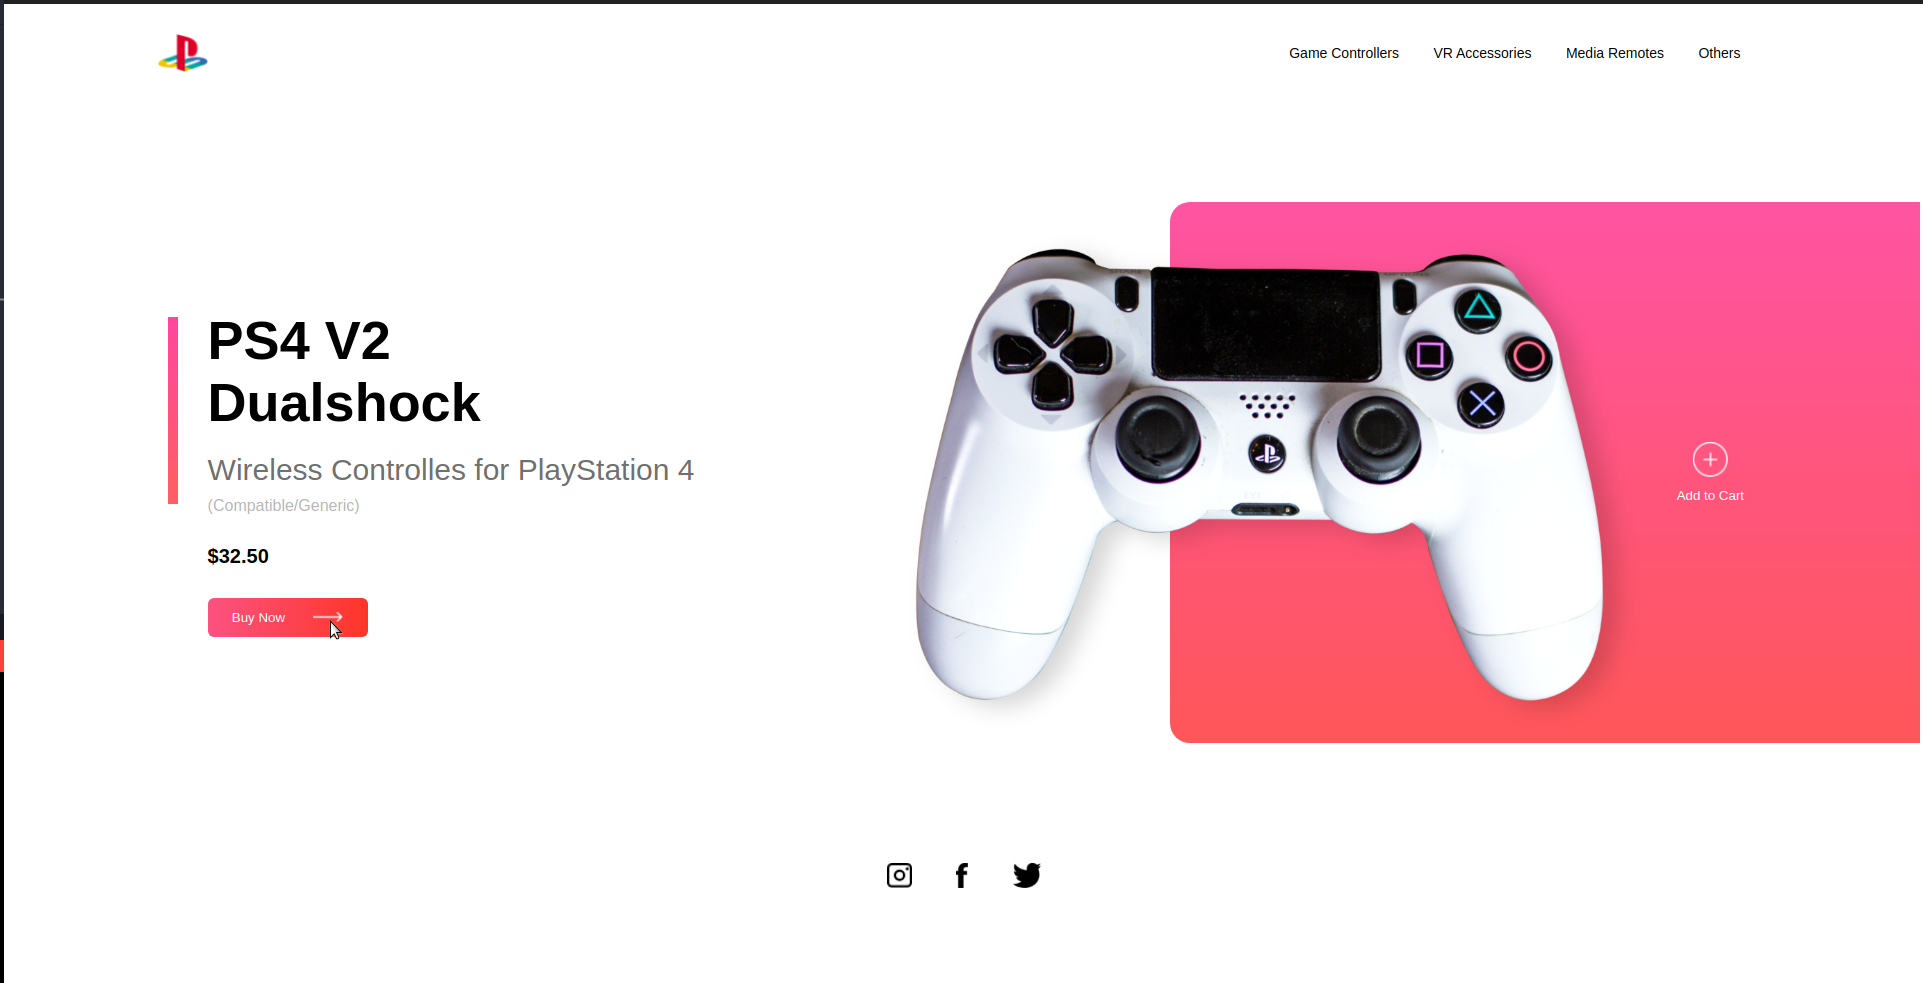 Game Controllers VR Accessories Media Remotes Others
PS4 V2
Dualshock
Wireless Controlles for PlayStation 4
(Compatible/Generic)
$32.50
Buy Now
Add to Cart